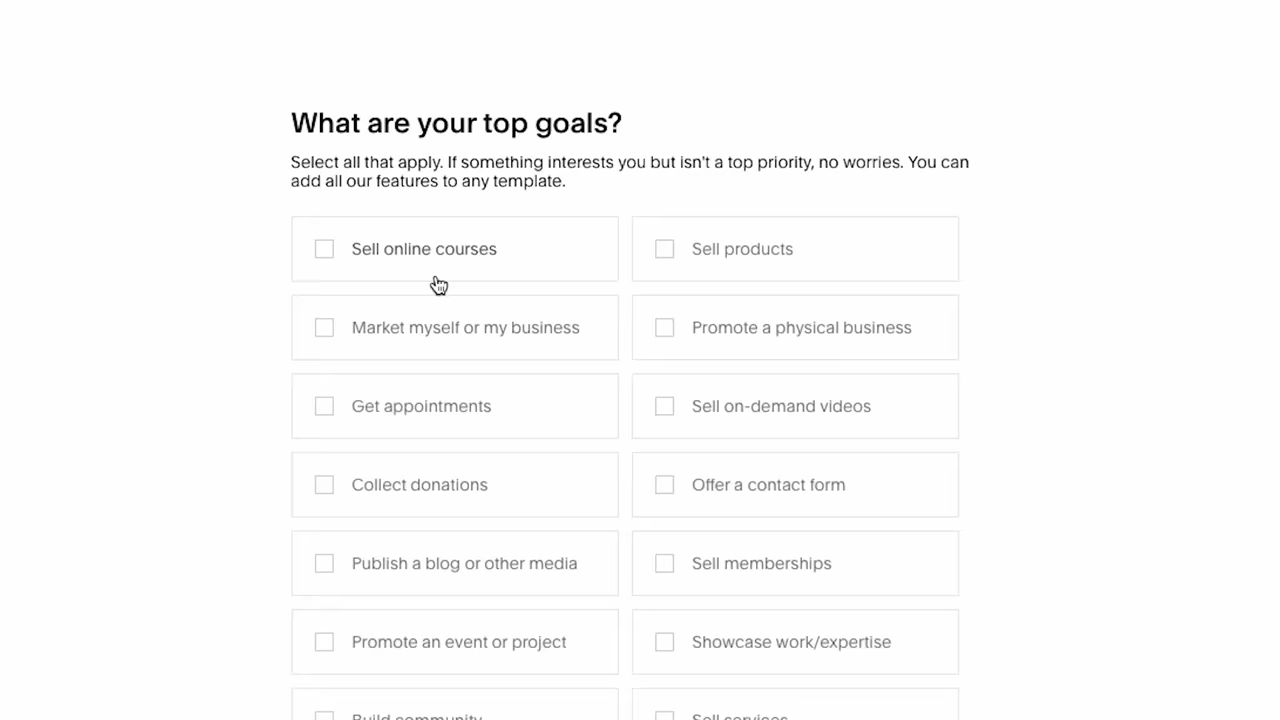 What are your top goals?
Select all that apply. If something interests you but isn't a top priority, no worries. You can
add all our features to any template.
Sell online courses
Sell products
Market myself or my business
Promote a physical business
Get appointments
Sell on-demand videos
Collect donations
Offer a contact form
Publish a blog or other media
Sell memberships
Promote an event or project
Showcase work/expertise
Build community
Sell services